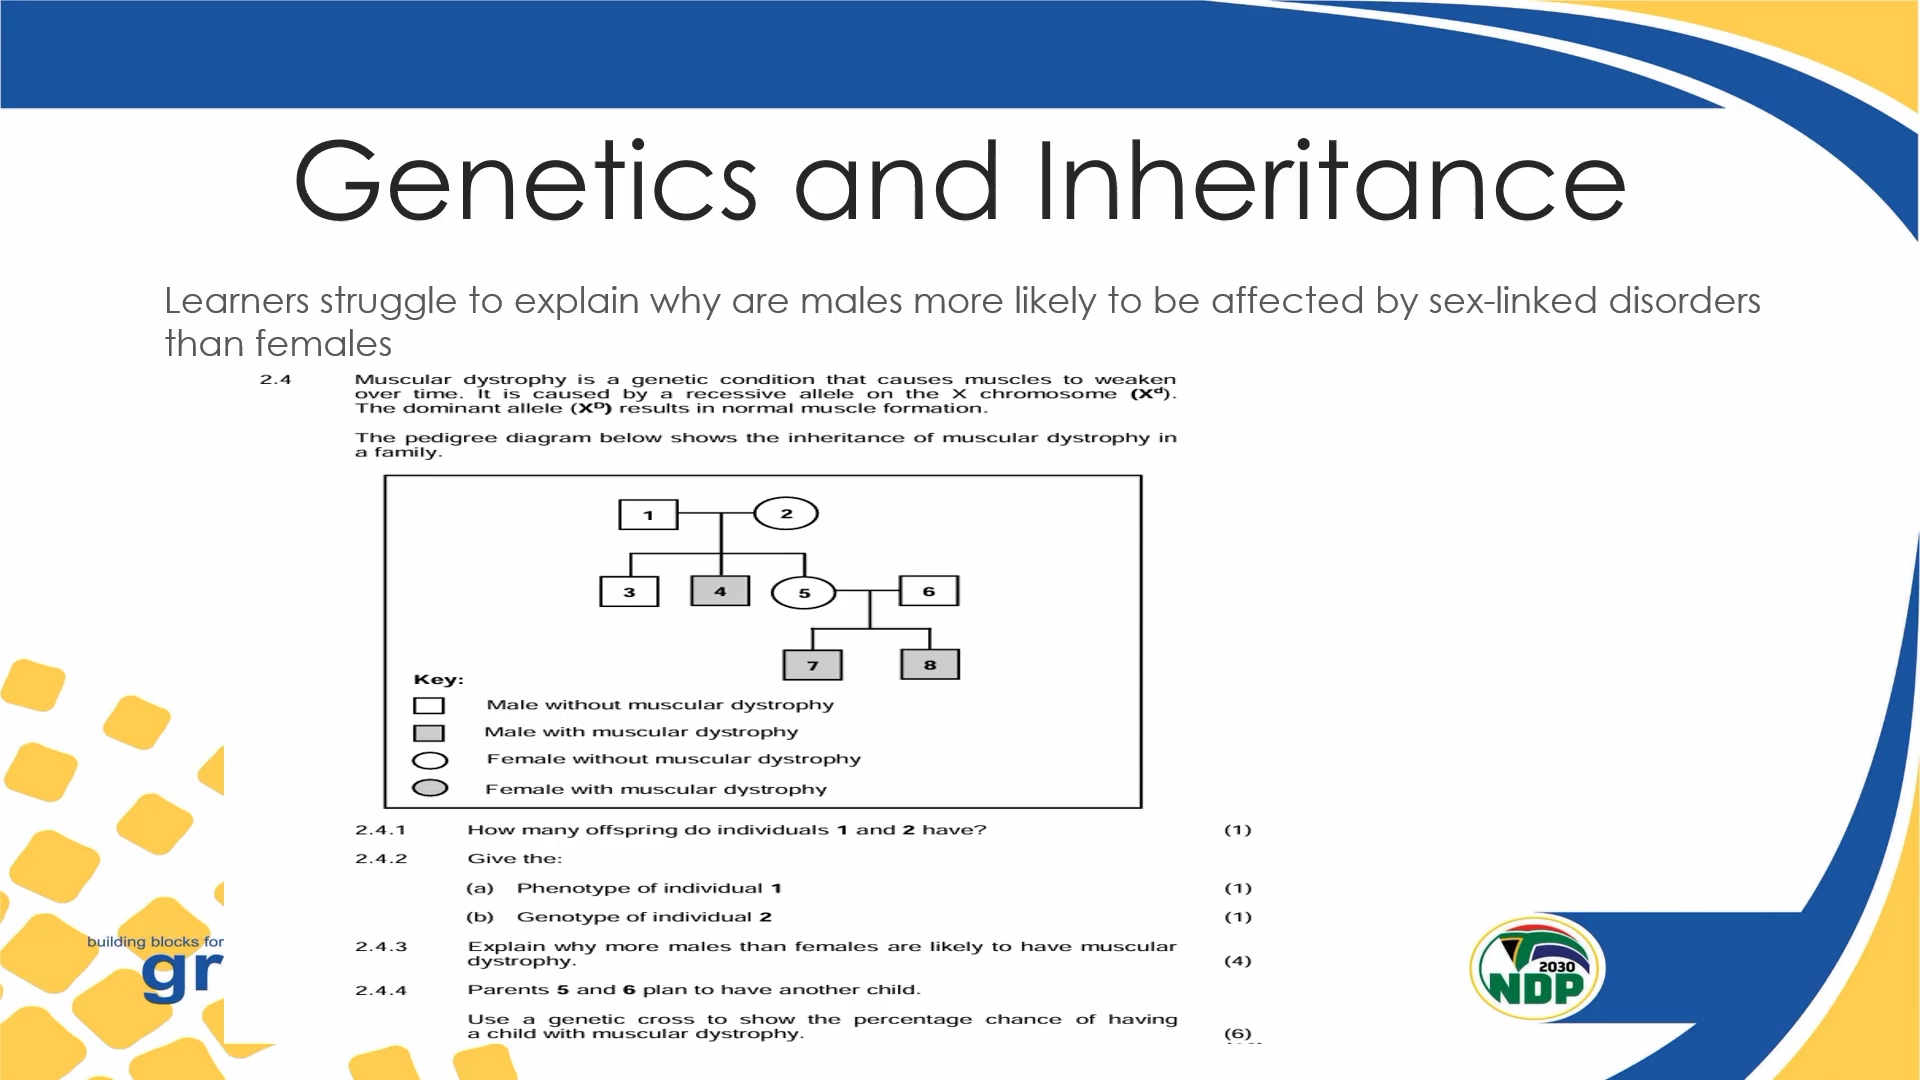 Genetics and Inheritance
Learners struggle to explain why are males more likely to be affected by sex-linked disorders
than females
2.4 Muscular dystrophy is a genetic condition that causes muscles to weaken
over time. It is caused by a recessive allele on the X chromosome (Xᵈ).
The dominant allele (Xᴰ) results in normal muscle formation.
The pedigree diagram below shows the inheritance of muscular dystrophy in
a family.
1 2
3 4 5 6
7 8
Key:
Male without muscular dystrophy
Male with muscular dystrophy
Female without muscular dystrophy
Female with muscular dystrophy
2.4.1 How many offspring do individuals 1 and 2 have? (1)
2.4.2 Give the:
(a) Phenotype of individual 1 (1)
(b) Genotype of individual 2 (1)
2.4.3 Explain why more males than females are likely to have muscular
dystrophy. (4)
2.4.4 Parents 5 and 6 plan to have another child.
Use a genetic cross to show the percentage chance of having
a child with muscular dystrophy. (6)
building blocks for
gr
2030
NDP